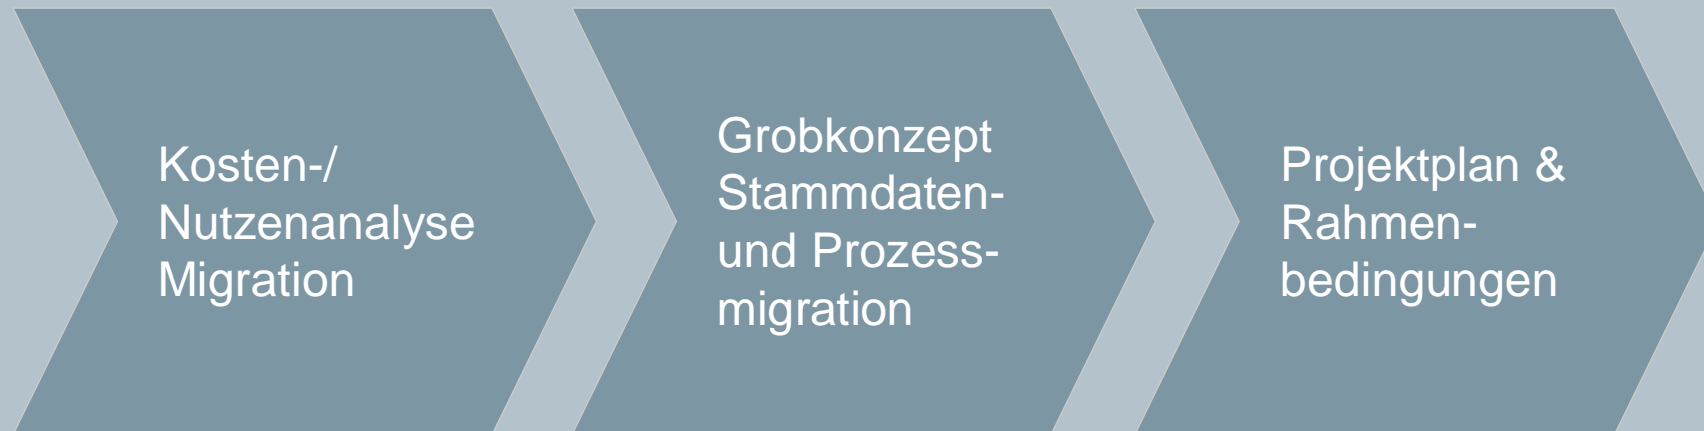 Kosten-/
Nutzenanalyse
Migration
Grobkonzept
Stammdaten-
und Prozess-
migration
Projektplan &
Rahmen-
bedingungen